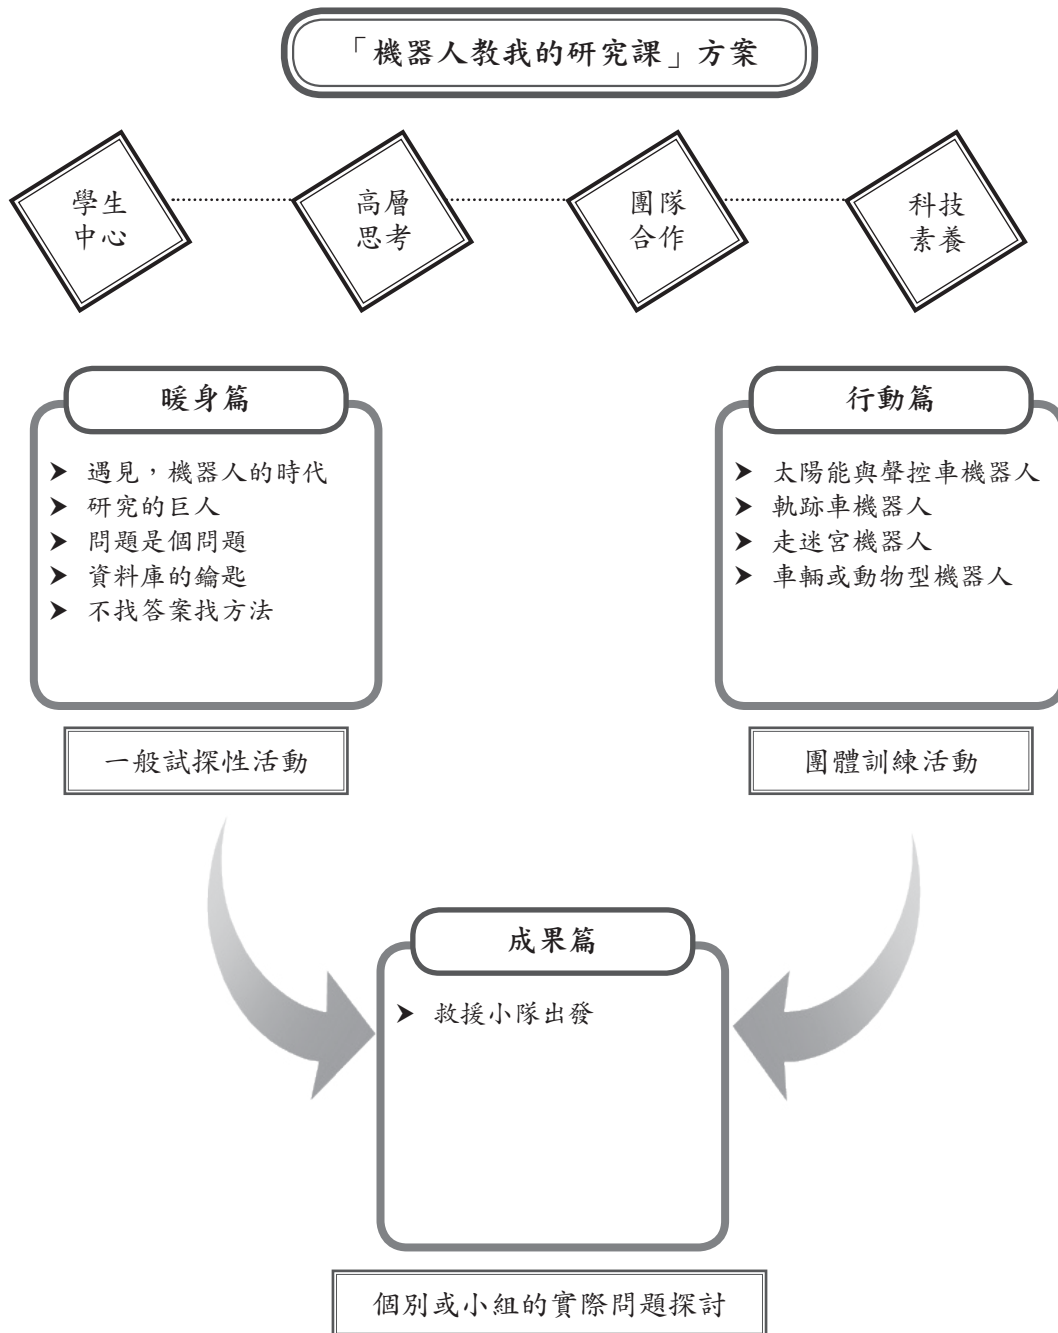 「機器人教我的研究課」方案
學生
中心
高層
思考
團隊
合作
科技
素養
暖身篇
➤ 遇見，機器人的時代
➤ 研究的巨人
➤ 問題是個問題
➤ 資料庫的鑰匙
➤ 不找答案找方法
一般試探性活動
行動篇
➤ 太陽能與聲控車機器人
➤ 軌跡車機器人
➤ 走迷宮機器人
➤ 車輛或動物型機器人
團體訓練活動
成果篇
➤ 救援小隊出發
個別或小組的實際問題探討